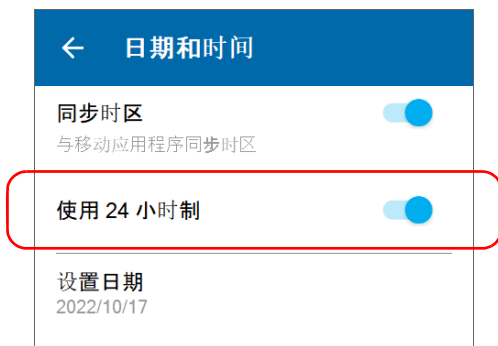 日期和时间
同步时区
与移动应用程序同步时区
使用 24 小时制
设置日期
2022/10/17